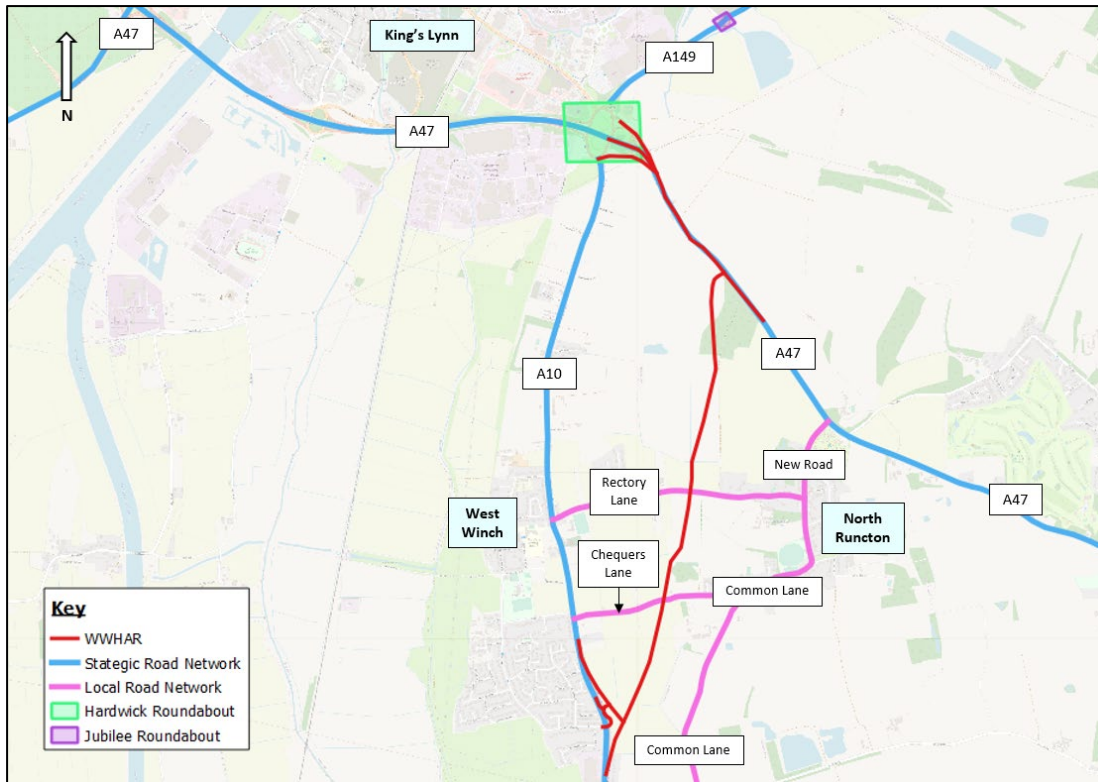 A47
King's Lynn
A149
N
A47
A10
A47
New Road
Rectory
Lane
A47
West
Winch
North
Runcton
Chequers
Lane
Common Lane
Key
WWHAR
Stategic Road Network
Local Road Network
Hardwick Roundabout
Jubilee Roundabout
Common Lane